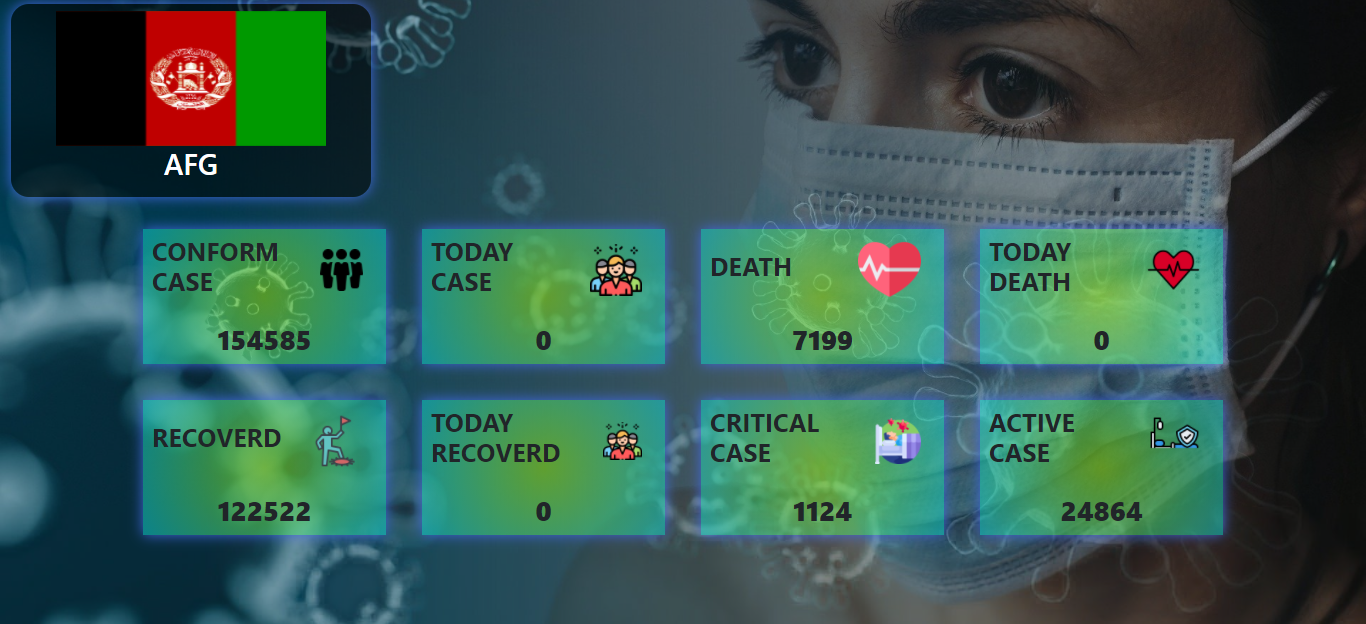 AFG
CONFORM
CASE
154585
TODAY
CASE
0
DEATH
7199
TODAY
DEATH
0
RECOVERD
122522
TODAY
RECOVERD
0
CRITICAL
CASE
1124
ACTIVE
CASE
24864